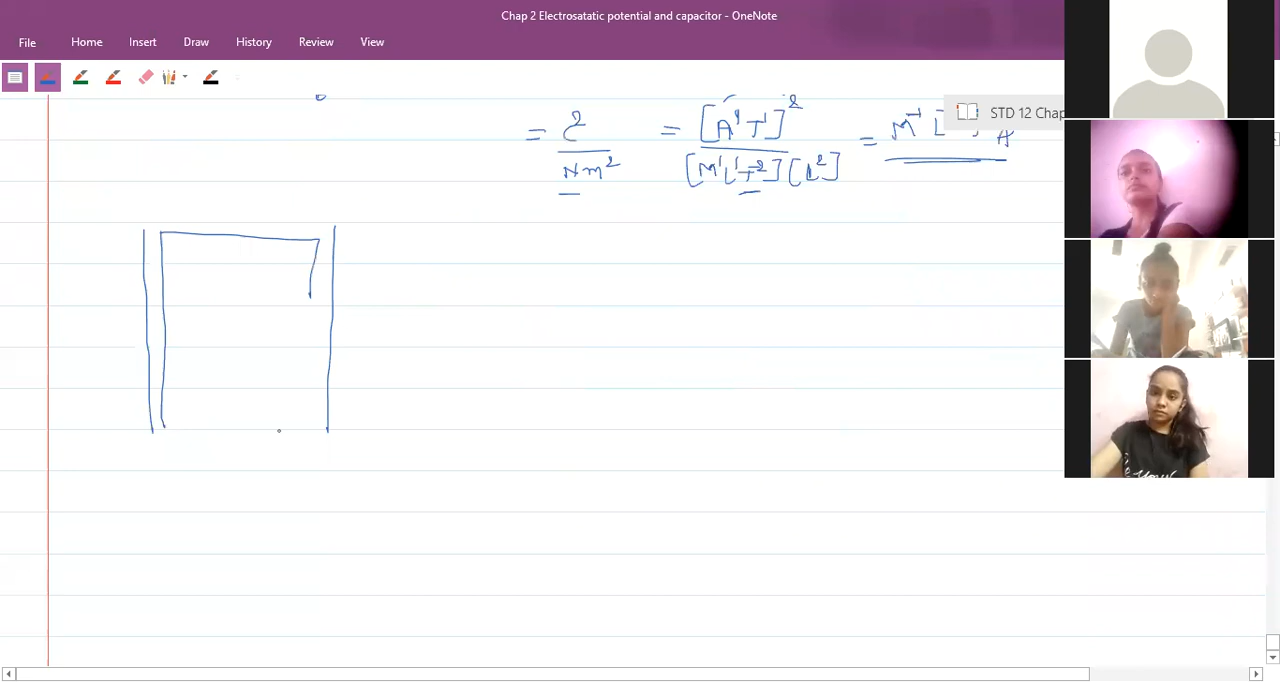 Chap 2 Electrosatatic potential and capacitor - OneNote
File Home Insert Draw History Review View
STD 12 Chap
= C² / Nm² = [A¹T¹]² / [M¹L¹T⁻²][L²] = M⁻¹